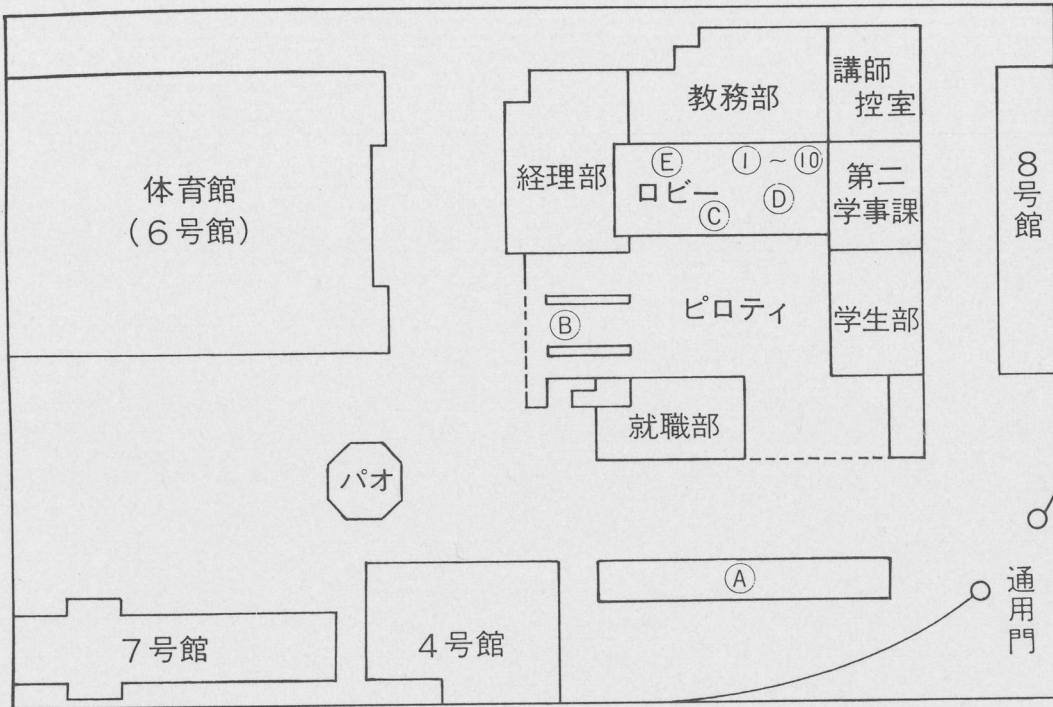 講師
控室
教務部
Ⓔ
①～⑩
ロビー
Ⓒ
Ⓓ
経理部
第二
学事課
8号館
体育館
(6号館)
ピロティ
Ⓑ
学生部
就職部
パオ
Ⓐ
通用門
7号館
4号館